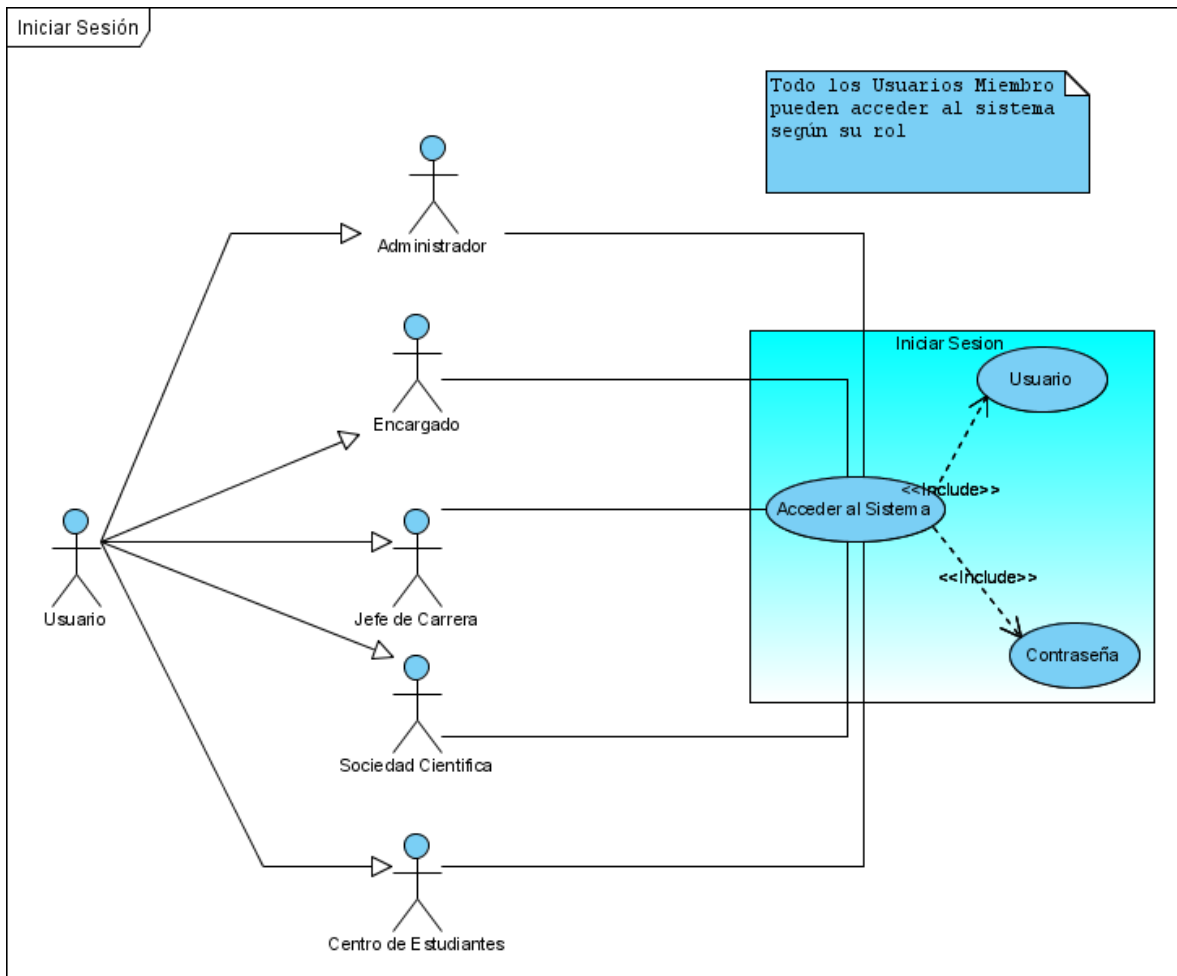 Iniciar Sesión
Todo los Usuarios Miembro
pueden acceder al sistema
según su rol
Administrador
Iniciar Sesion
Usuario
Encargado
<<Include>>
Acceder al Sistema
<<Include>>
Usuario
Jefe de Carrera
Contraseña
Sociedad Cientifica
Centro de Estudiantes